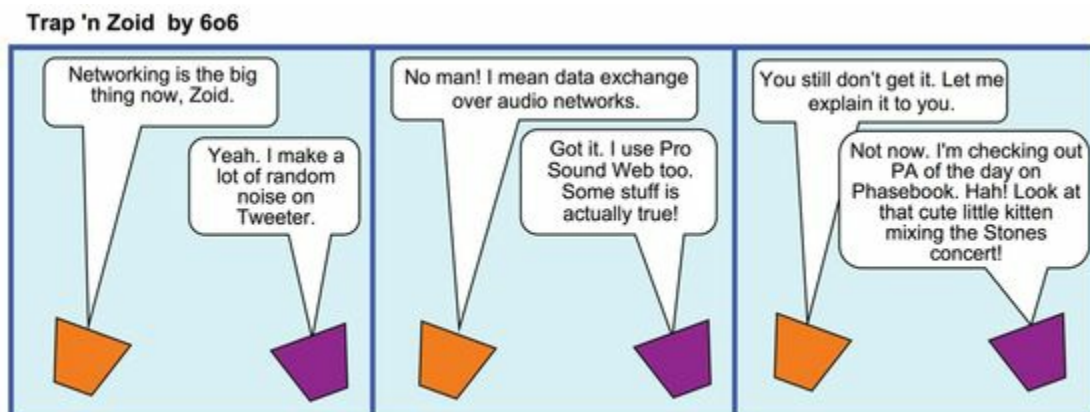 Trap 'n Zoid by 6o6
Networking is the big
thing now, Zoid.
Yeah. I make a
lot of random
noise on
Tweeter.
No man! I mean data exchange
over audio networks.
Got it. I use Pro
Sound Web too.
Some stuff is
actually true!
You still don't get it. Let me
explain it to you.
Not now. I'm checking out
PA of the day on
Phasebook. Hah! Look at
that cute little kitten
mixing the Stones
concert!